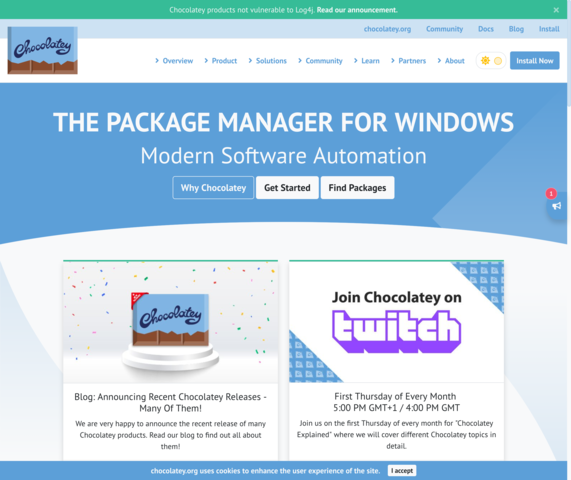 Chocolatey products not vulnerable to Log4j. Read our announcement. ×
chocolatey.org Community Docs Blog Install
Chocolatey
Overview Product Solutions Community Learn Partners About Install Now
THE PACKAGE MANAGER FOR WINDOWS
Modern Software Automation
Why Chocolatey Get Started Find Packages
1
Chocolatey
Join Chocolatey on
twitch
Blog: Announcing Recent Chocolatey Releases -
Many Of Them!
We are very happy to announce the recent release of many
Chocolatey products. Read our blog to find out all about
them!
First Thursday of Every Month
5:00 PM GMT+1 / 4:00 PM GMT
Join us on the first Thursday of every month for "Chocolatey
Explained" where we will cover different Chocolatey topics in
detail.
chocolatey.org uses cookies to enhance the user experience of the site. I accept